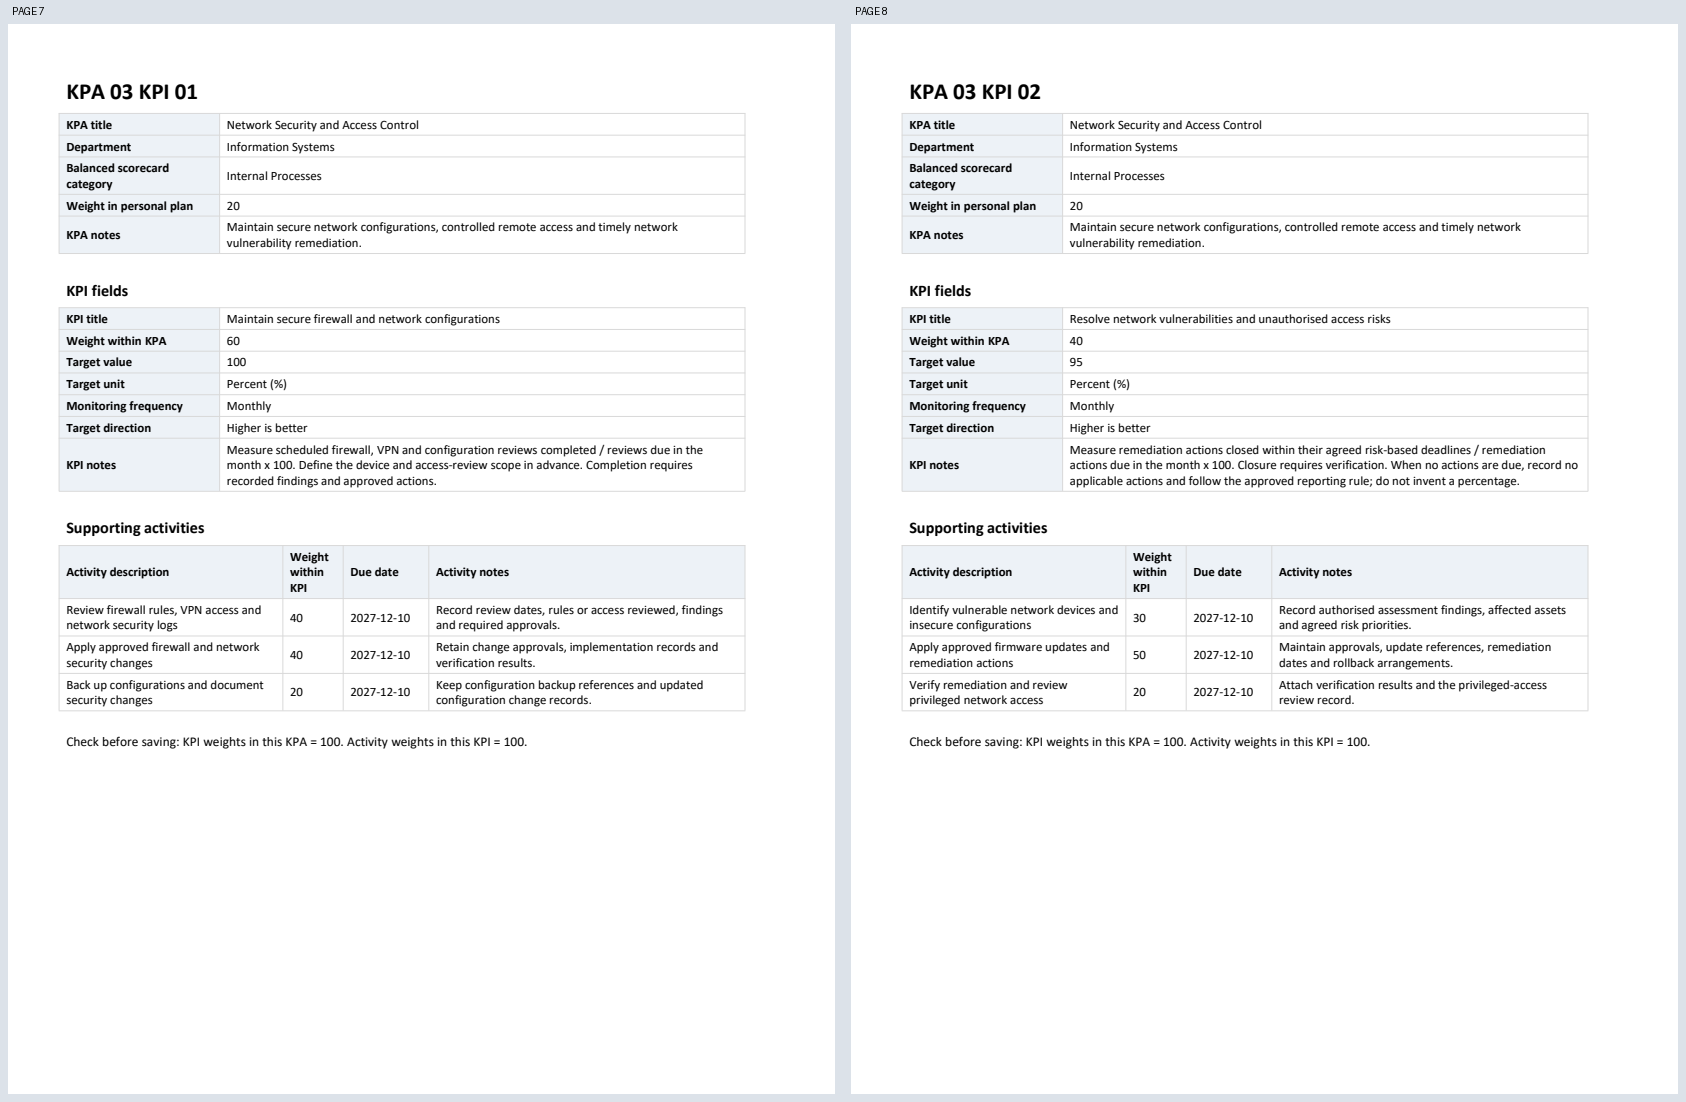 PAGE 7
KPA 03 KPI 01
KPA title
Network Security and Access Control
Department
Information Systems
Balanced scorecard
category
Internal Processes
Weight in personal plan
20
KPA notes
Maintain secure network configurations, controlled remote access and timely network
vulnerability remediation.
KPI fields
KPI title
Maintain secure firewall and network configurations
Weight within KPA
60
Target value
100
Target unit
Percent (%)
Monitoring frequency
Monthly
Target direction
Higher is better
KPI notes
Measure scheduled firewall, VPN and configuration reviews completed / reviews due in the
month x 100. Define the device and access-review scope in advance. Completion requires
recorded findings and approved actions.
Supporting activities
Activity description
Weight
within
KPI
Due date
Activity notes
Review firewall rules, VPN access and
network security logs
40
2027-12-10
Record review dates, rules or access reviewed, findings
and required approvals.
Apply approved firewall and network
security changes
40
2027-12-10
Retain change approvals, implementation records and
verification results.
Back up configurations and document
security changes
20
2027-12-10
Keep configuration backup references and updated
configuration change records.
Check before saving: KPI weights in this KPA = 100. Activity weights in this KPI = 100.
PAGE 8
KPA 03 KPI 02
KPA title
Network Security and Access Control
Department
Information Systems
Balanced scorecard
category
Internal Processes
Weight in personal plan
20
KPA notes
Maintain secure network configurations, controlled remote access and timely network
vulnerability remediation.
KPI fields
KPI title
Resolve network vulnerabilities and unauthorised access risks
Weight within KPA
40
Target value
95
Target unit
Percent (%)
Monitoring frequency
Monthly
Target direction
Higher is better
KPI notes
Measure remediation actions closed within their agreed risk-based deadlines / remediation
actions due in the month x 100. Closure requires verification. When no actions are due, record no
applicable actions and follow the approved reporting rule; do not invent a percentage.
Supporting activities
Activity description
Weight
within
KPI
Due date
Activity notes
Identify vulnerable network devices and
insecure configurations
30
2027-12-10
Record authorised assessment findings, affected assets
and agreed risk priorities.
Apply approved firmware updates and
remediation actions
50
2027-12-10
Maintain approvals, update references, remediation
dates and rollback arrangements.
Verify remediation and review
privileged network access
20
2027-12-10
Attach verification results and the privileged-access
review record.
Check before saving: KPI weights in this KPA = 100. Activity weights in this KPI = 100.